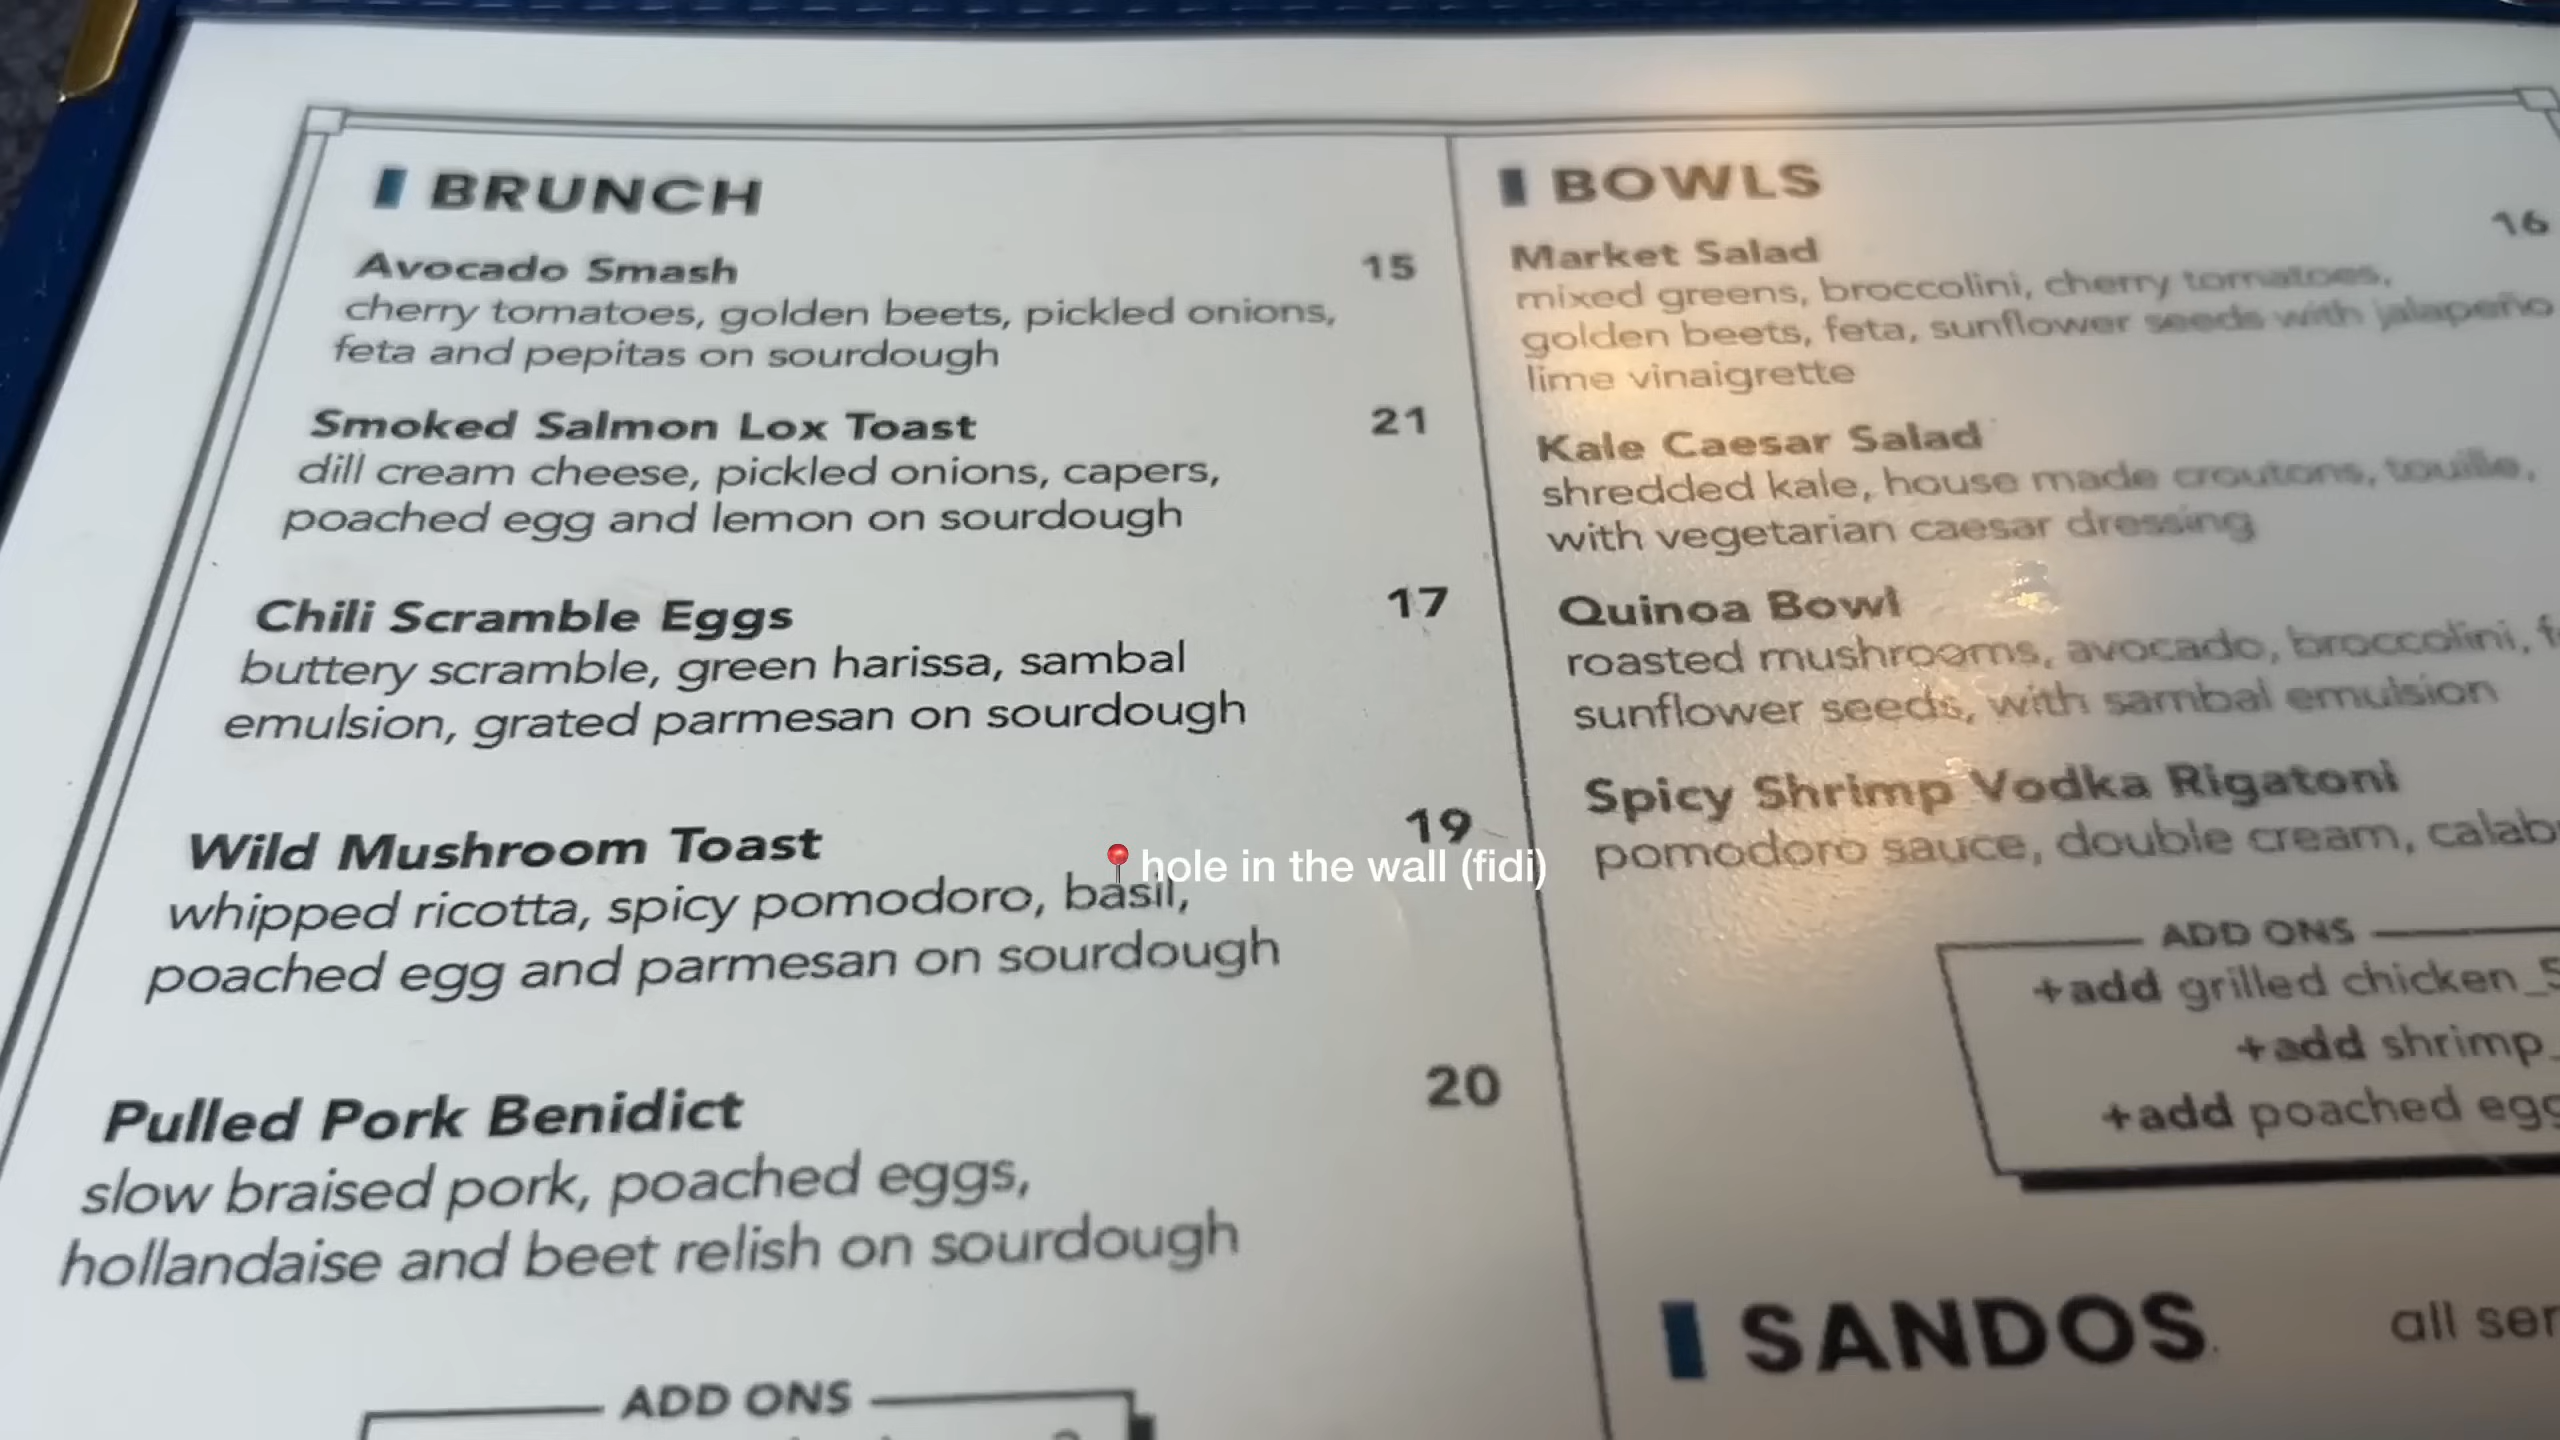 BRUNCH
Avocado Smash 15
cherry tomatoes, golden beets, pickled onions,
feta and pepitas on sourdough
Smoked Salmon Lox Toast 21
dill cream cheese, pickled onions, capers,
poached egg and lemon on sourdough
Chili Scramble Eggs 17
buttery scramble, green harissa, sambal
emulsion, grated parmesan on sourdough
Wild Mushroom Toast 19
whipped ricotta, spicy pomodoro, basil,
poached egg and parmesan on sourdough
Pulled Pork Benidict 20
slow braised pork, poached eggs,
hollandaise and beet relish on sourdough
ADD ONS
📍hole in the wall (fidi)
BOWLS
Market Salad 16
mixed greens, broccolini, cherry tomatoes,
golden beets, feta, sunflower seeds with jalapeño
lime vinaigrette
Kale Caesar Salad
shredded kale, house made croutons, touille,
with vegetarian caesar dressing
Quinoa Bowl
roasted mushrooms, avocado, broccolini,
sunflower seeds, with sambal emulsion
Spicy Shrimp Vodka Rigatoni
pomodoro sauce, double cream,
ADD ONS
+add grilled chicken_5
+add shrimp_
+add poached egg
SANDOS
all